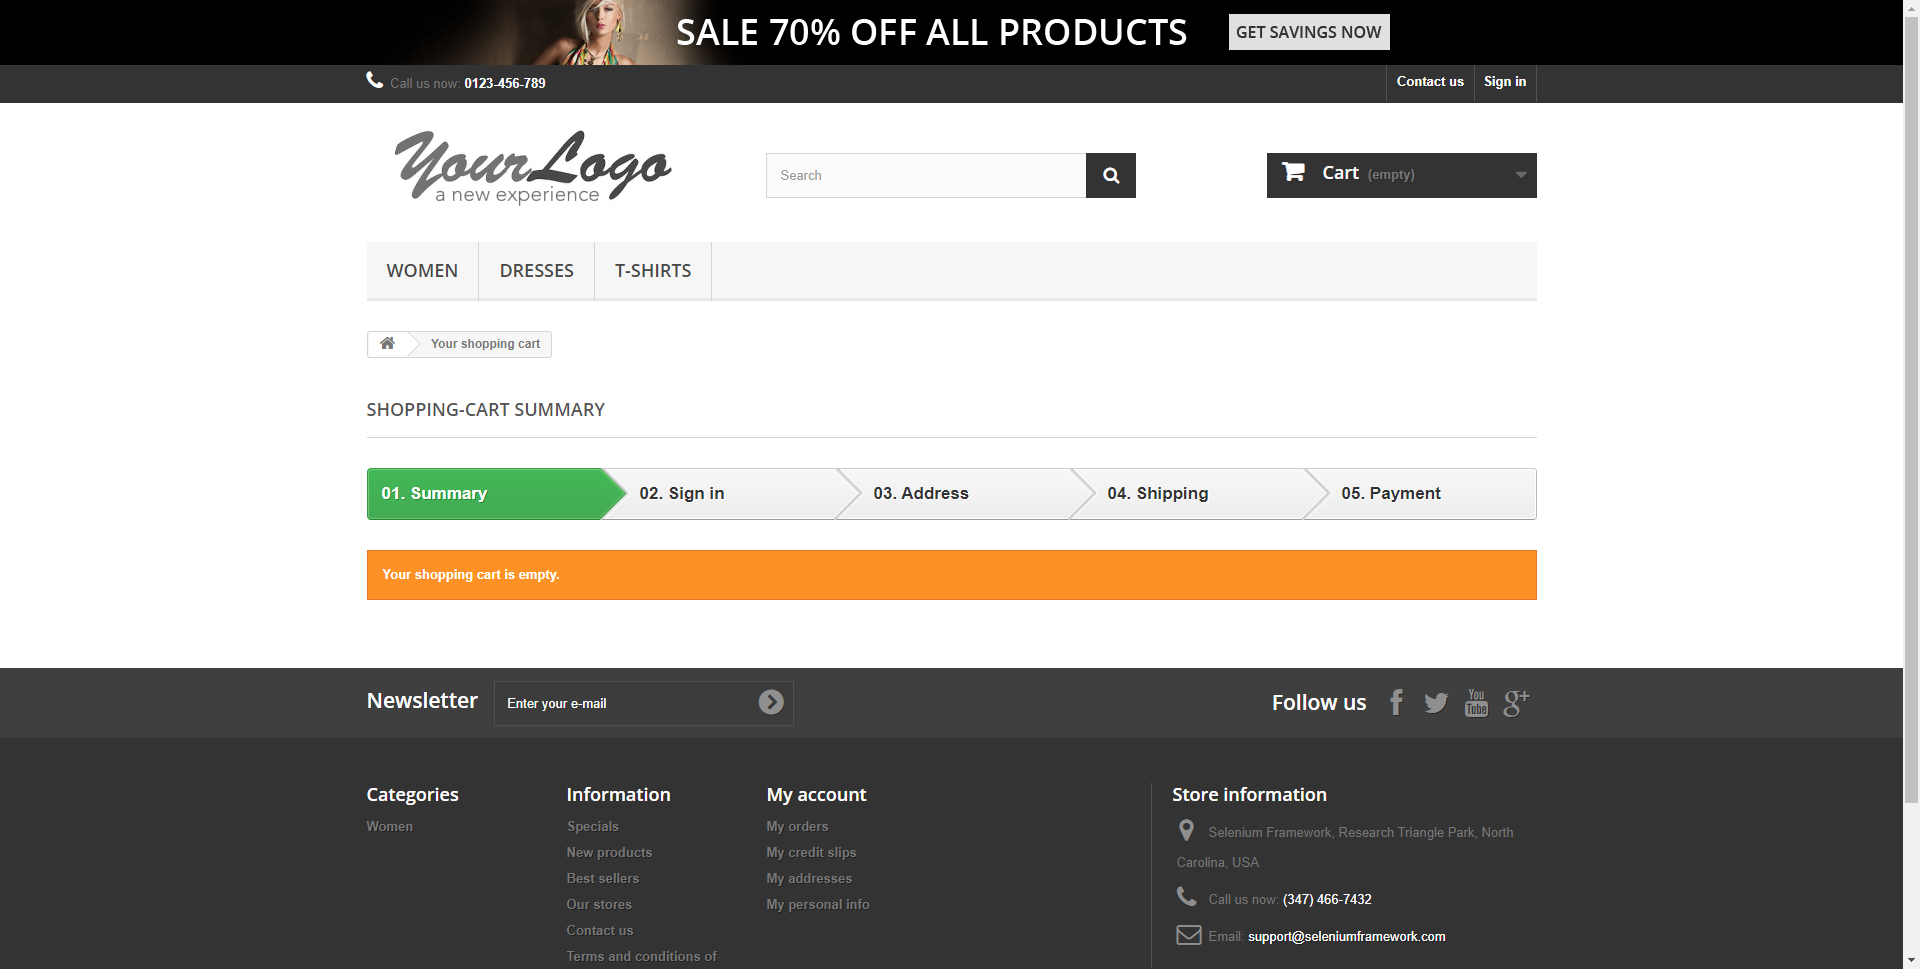 SALE 70% OFF ALL PRODUCTS
GET SAVINGS NOW
Call us now: 0123-456-789
Contact us
Sign in
YourLogo
a new experience
Search
Cart (empty)
WOMEN
DRESSES
T-SHIRTS
Your shopping cart
SHOPPING-CART SUMMARY
01. Summary
02. Sign in
03. Address
04. Shipping
05. Payment
Your shopping cart is empty.
Newsletter
Enter your e-mail
Follow us
You
Tube
g+
Categories
Women
Information
Specials
New products
Best sellers
Our stores
Contact us
Terms and conditions of
My account
My orders
My credit slips
My addresses
My personal info
Store information
Selenium Framework, Research Triangle Park, North
Carolina, USA
Call us now: (347) 466-7432
Email: support@seleniumframework.com